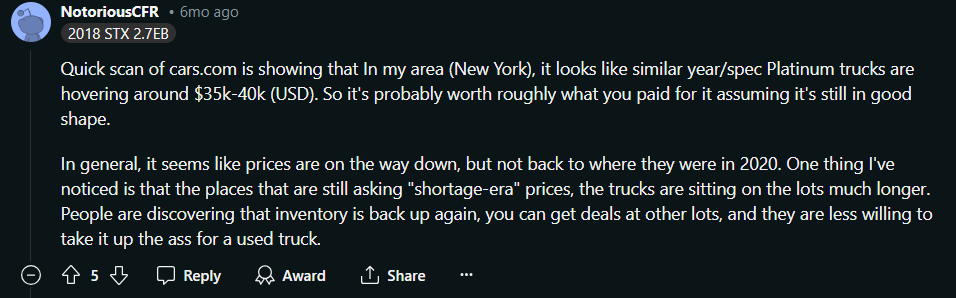 NotoriousCFR • 6mo ago
2018 STX 2.7EB
Quick scan of cars.com is showing that In my area (New York), it looks like similar year/spec Platinum trucks are
hovering around $35k-40k (USD). So it's probably worth roughly what you paid for it assuming it's still in good
shape.
In general, it seems like prices are on the way down, but not back to where they were in 2020. One thing I've
noticed is that the places that are still asking "shortage-era" prices, the trucks are sitting on the lots much longer.
People are discovering that inventory is back up again, you can get deals at other lots, and they are less willing to
take it up the ass for a used truck.
5 Reply Award Share ...